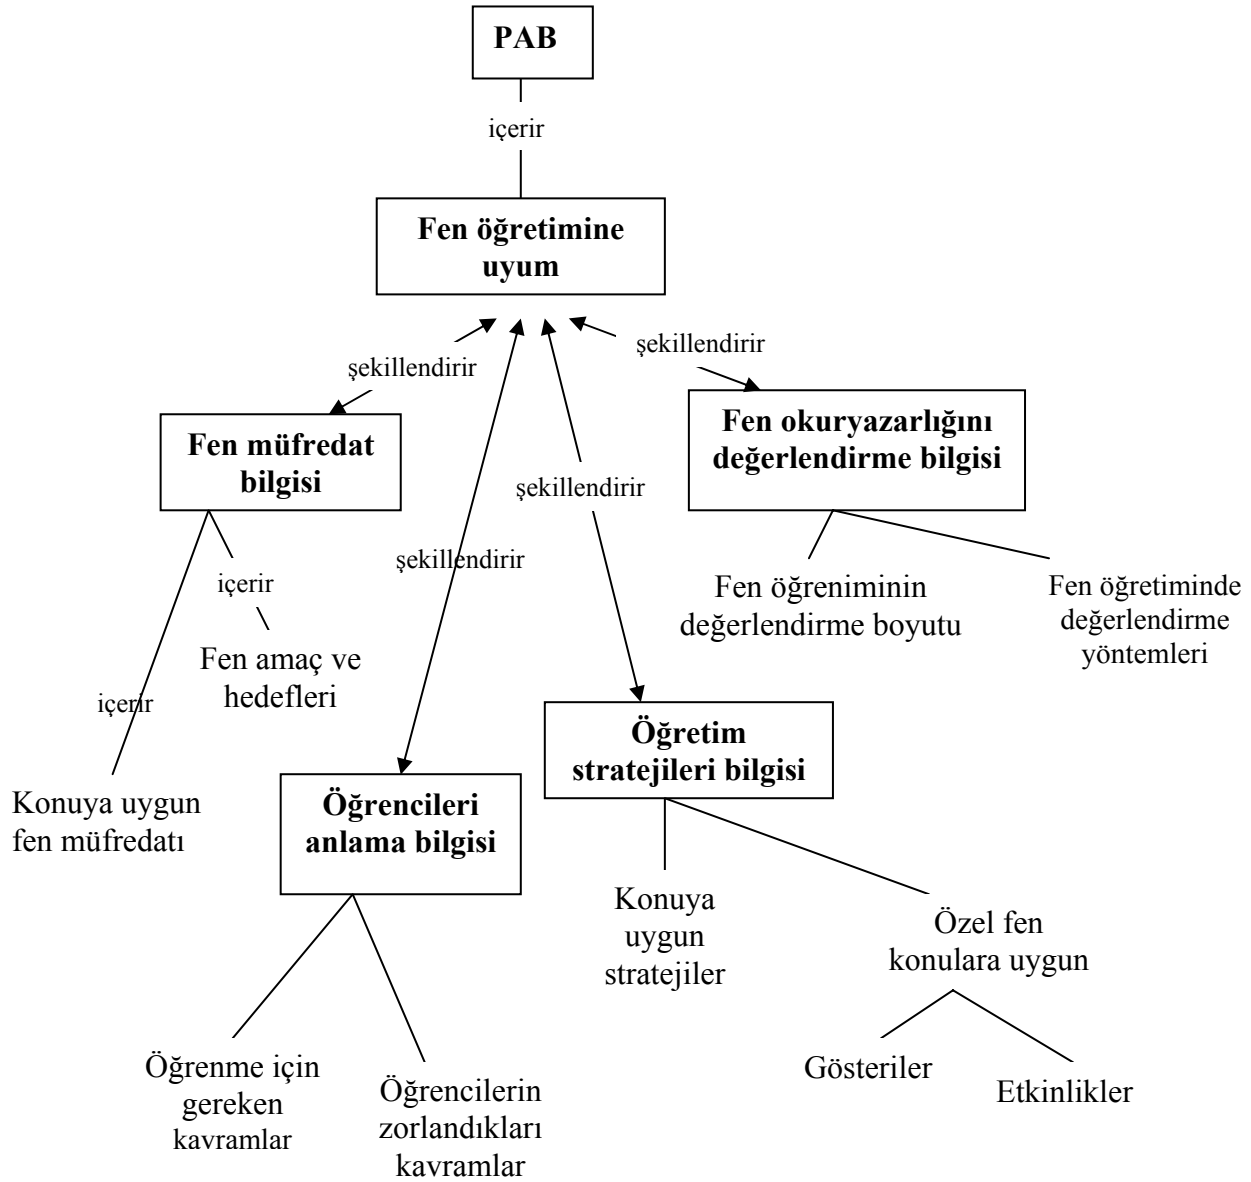 PAB
içerir
Fen öğretimine
uyum
şekillendirir
şekillendirir
Fen müfredat
bilgisi
Fen okuryazarlığını
değerlendirme bilgisi
şekillendirir
şekillendirir
içerir
Fen öğreniminin
değerlendirme boyutu
Fen öğretiminde
değerlendirme
yöntemleri
Fen amaç ve
hedefleri
içerir
Konuya uygun
fen müfredatı
Öğrencileri
anlama bilgisi
Öğretim
stratejileri bilgisi
Konuya
uygun
stratejiler
Özel fen
konulara uygun
Öğrenme için
gereken
kavramlar
Öğrencilerin
zorlandıkları
kavramlar
Gösteriler
Etkinlikler